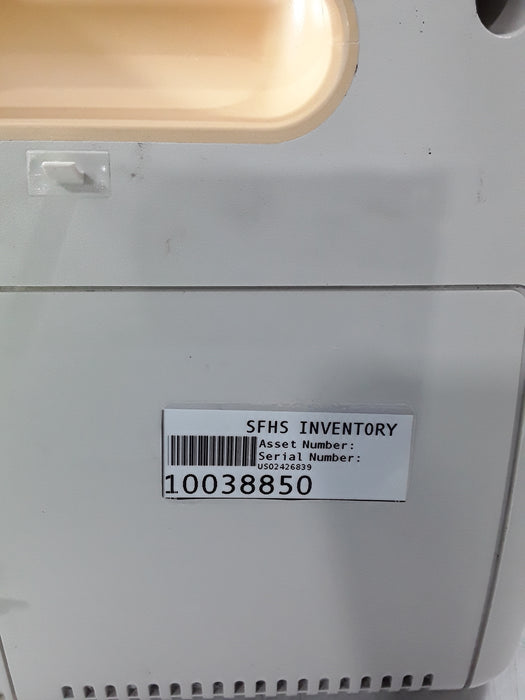 SFHS INVENTORY
Asset Number:
Serial Number:
US02426839
10038850